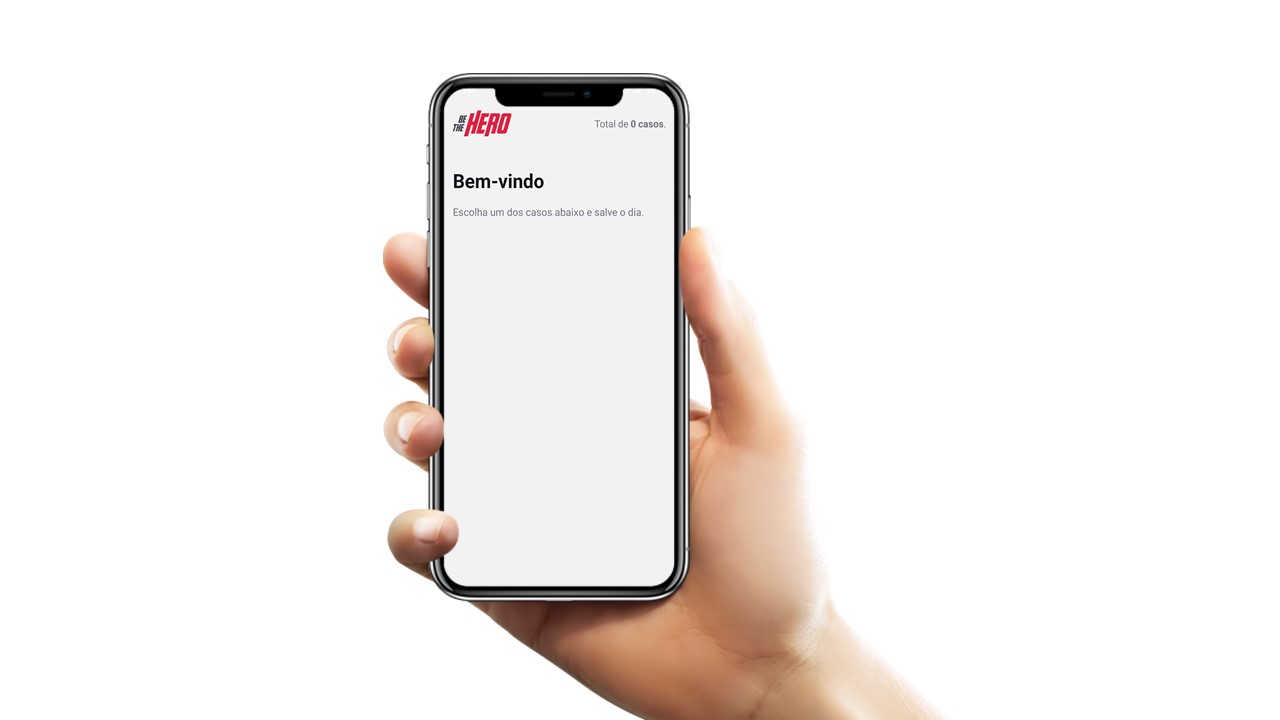 BE THE HERO
Total de 0 casos.
Bem-vindo
Escolha um dos casos abaixo e salve o dia.